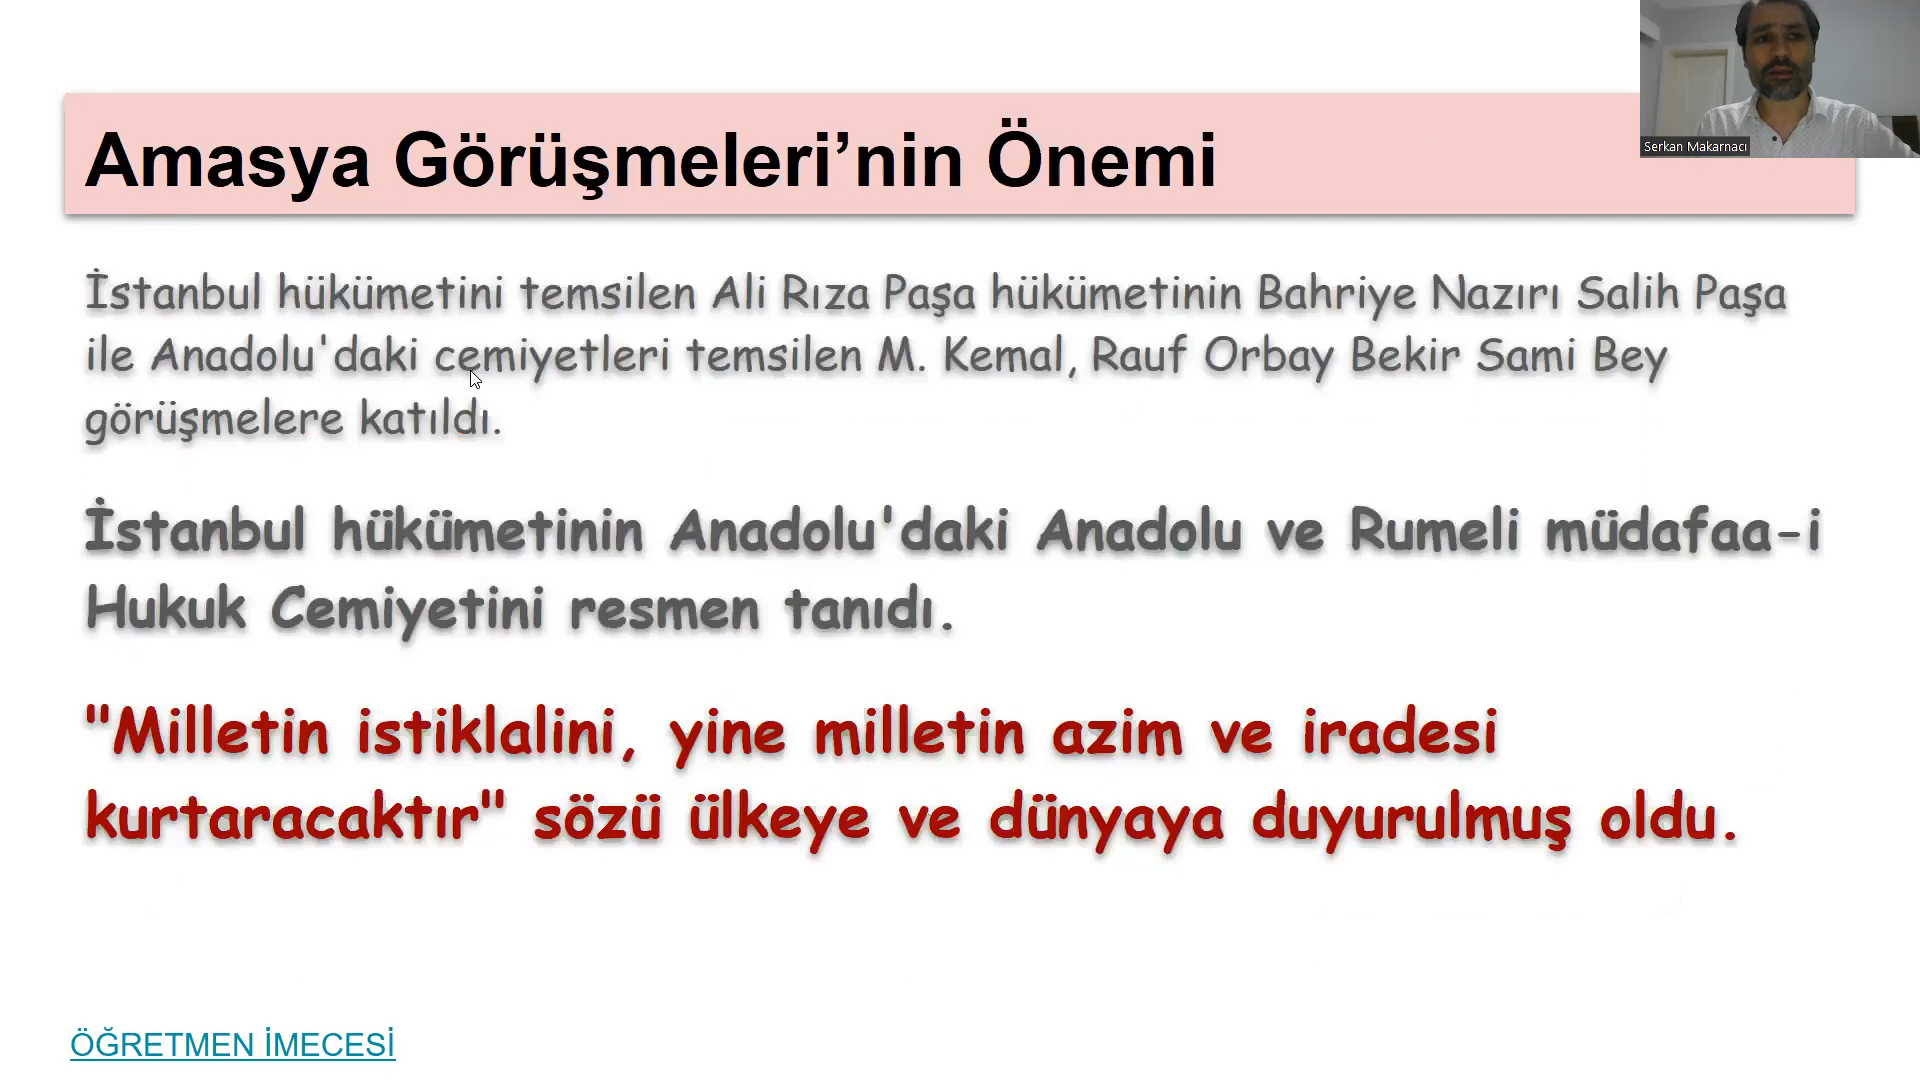 Serkan Makarnacı
Amasya Görüşmeleri’nin Önemi
İstanbul hükümetini temsilen Ali Rıza Paşa hükümetinin Bahriye Nazırı Salih Paşa
ile Anadolu'daki cemiyetleri temsilen M. Kemal, Rauf Orbay Bekir Sami Bey
görüşmelere katıldı.
İstanbul hükümetinin Anadolu'daki Anadolu ve Rumeli müdafaa-i
Hukuk Cemiyetini resmen tanıdı.
"Milletin istiklalini, yine milletin azim ve iradesi
kurtaracaktır" sözü ülkeye ve dünyaya duyurulmuş oldu.
ÖĞRETMEN İMECESİ